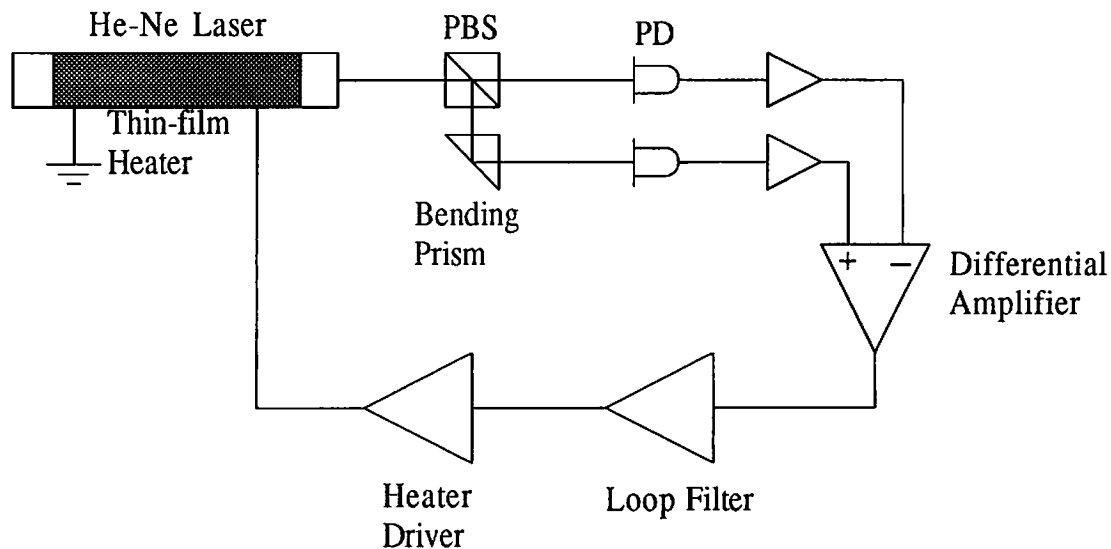 He-Ne Laser
PBS
PD
Thin-film
Heater
Bending
Prism
+
−
Differential
Amplifier
Heater
Driver
Loop Filter